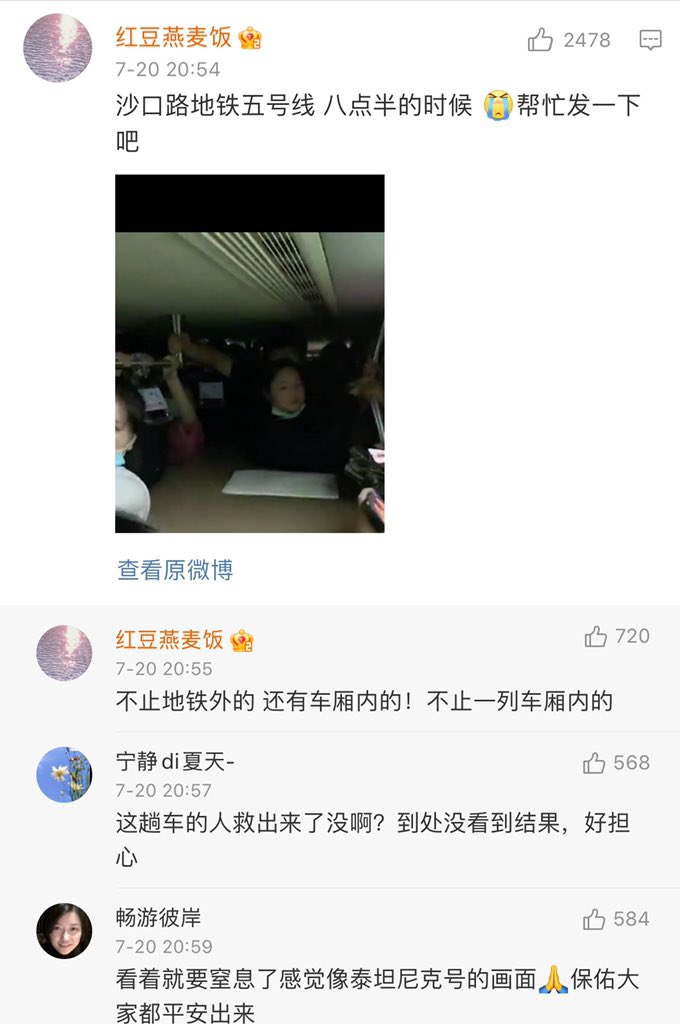 红豆燕麦饭
2478
7-20 20:54
沙口路地铁五号线 八点半的时候 😭帮忙发一下
吧
查看原微博
红豆燕麦饭
720
7-20 20:55
不止地铁外的 还有车厢内的！不止一列车厢内的
宁静di夏天-
568
7-20 20:57
这趟车的人救出来了没啊？到处没看到结果，好担
心
畅游彼岸
584
7-20 20:59
看着就要窒息了感觉像泰坦尼克号的画面🙏保佑大
家都平安出来